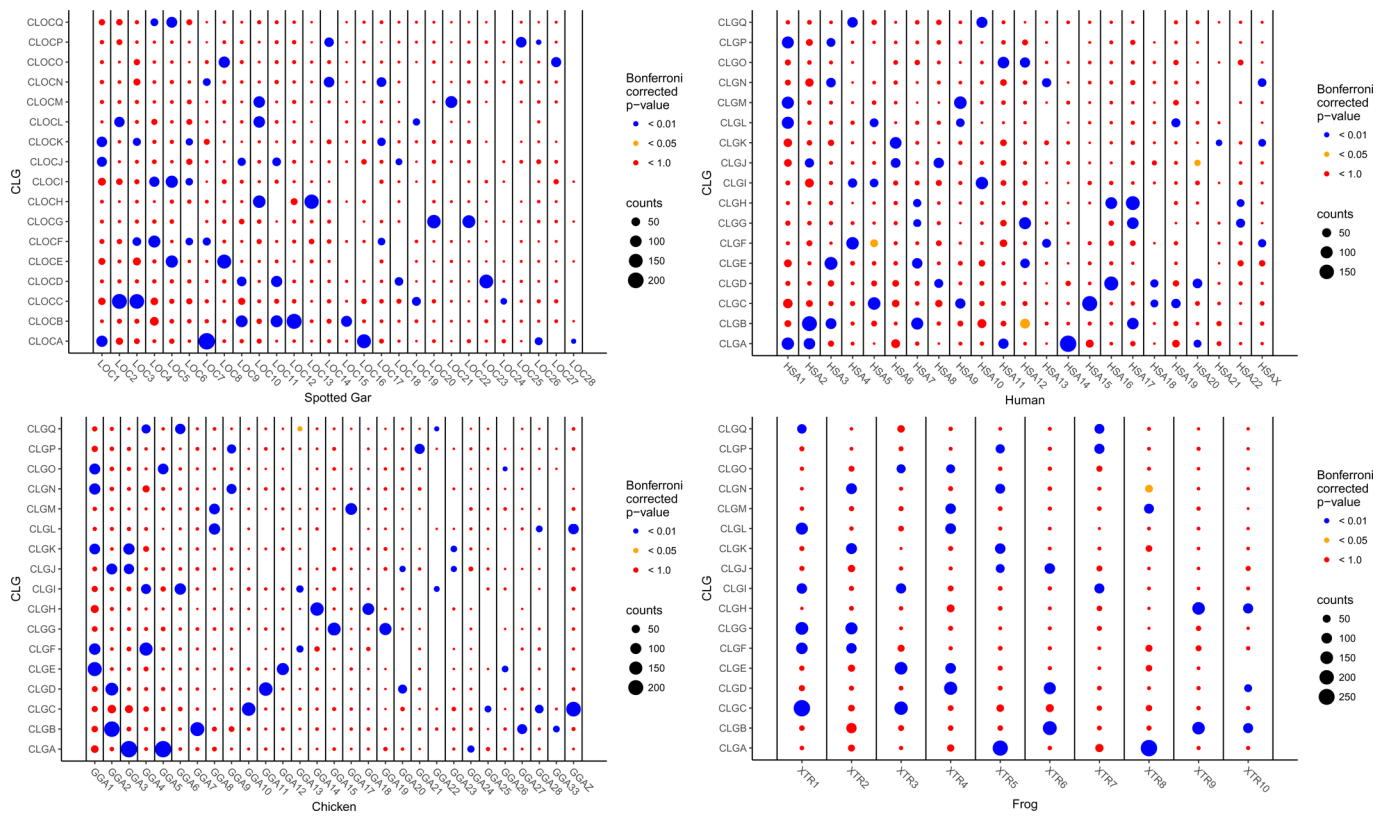 CLG
CLOCQ
CLOCP
CLOCO
CLOCN
CLOCM
CLOCL
CLOCK
CLOCJ
CLOCI
CLOCH
CLOCG
CLOCF
CLOCE
CLOCD
CLOCC
CLOCB
CLOCA
LOC1 LOC2 LOC3 LOC4 LOC5 LOC6 LOC7 LOC8 LOC9 LOC10 LOC11 LOC12 LOC13 LOC14 LOC15 LOC16 LOC17 LOC18 LOC19 LOC20 LOC21 LOC22 LOC23 LOC24 LOC25 LOC26 LOC27 LOC28
Spotted Gar
Bonferroni
corrected
p-value
< 0.01
< 0.05
< 1.0
counts
50
100
150
200
CLG
CLGQ
CLGP
CLGO
CLGN
CLGM
CLGL
CLGK
CLGJ
CLGI
CLGH
CLGG
CLGF
CLGE
CLGD
CLGC
CLGB
CLGA
HSA1 HSA2 HSA3 HSA4 HSA5 HSA6 HSA7 HSA8 HSA9 HSA10 HSA11 HSA12 HSA13 HSA14 HSA15 HSA16 HSA17 HSA18 HSA19 HSA20 HSA21 HSA22 HSAX
Human
Bonferroni
corrected
p-value
< 0.01
< 0.05
< 1.0
counts
50
100
150
CLG
CLGQ
CLGP
CLGO
CLGN
CLGM
CLGL
CLGK
CLGJ
CLGI
CLGH
CLGG
CLGF
CLGE
CLGD
CLGC
CLGB
CLGA
GGA1 GGA2 GGA3 GGA4 GGA5 GGA6 GGA7 GGA8 GGA9 GGA10 GGA11 GGA12 GGA13 GGA14 GGA15 GGA17 GGA18 GGA19 GGA20 GGA21 GGA22 GGA23 GGA24 GGA25 GGA26 GGA27 GGA28 GGA33 GGAZ
Chicken
Bonferroni
corrected
p-value
< 0.01
< 0.05
< 1.0
counts
50
100
150
200
CLG
CLGQ
CLGP
CLGO
CLGN
CLGM
CLGL
CLGK
CLGJ
CLGI
CLGH
CLGG
CLGF
CLGE
CLGD
CLGC
CLGB
CLGA
XTR1 XTR2 XTR3 XTR4 XTR5 XTR6 XTR7 XTR8 XTR9 XTR10
Frog
Bonferroni
corrected
p-value
< 0.01
< 0.05
< 1.0
counts
50
100
150
200
250